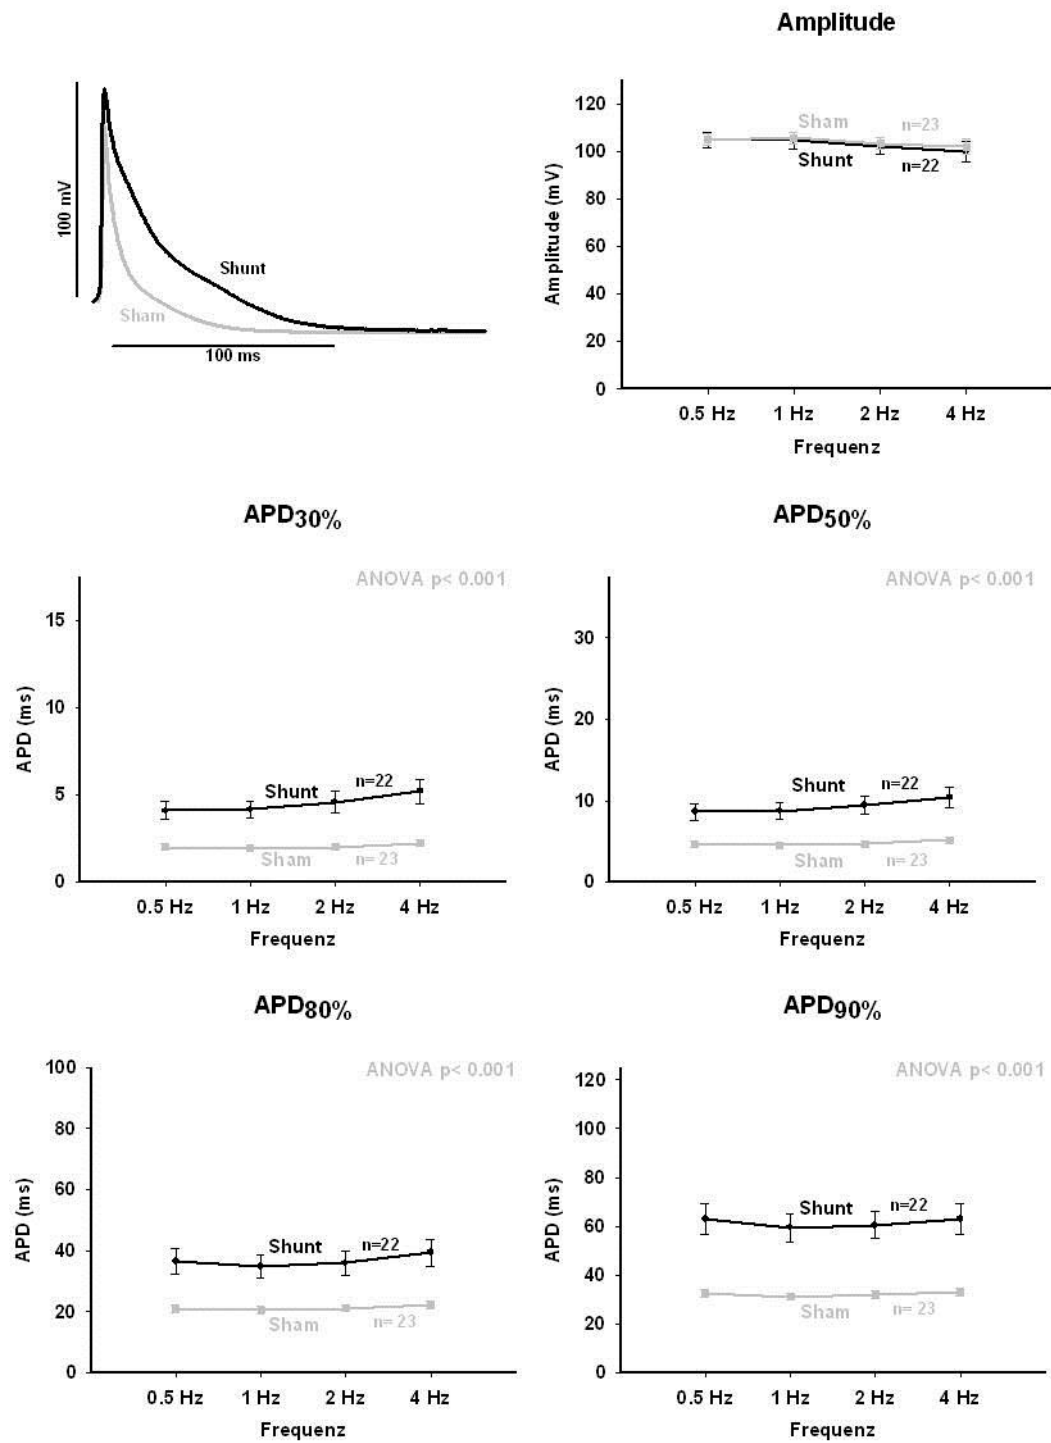 Amplitude
100 mV
Shunt
Sham
100 ms
Amplitude (mV)
120
100
80
60
40
20
0
Sham
n=23
Shunt
n=22
0.5 Hz 1 Hz 2 Hz 4 Hz
Frequenz
APD30%
ANOVA p< 0.001
APD (ms)
15
10
5
0
Shunt
n=22
Sham
n= 23
0.5 Hz 1 Hz 2 Hz 4 Hz
Frequenz
APD50%
ANOVA p< 0.001
APD (ms)
30
20
10
0
Shunt
n=22
Sham
n= 23
0.5 Hz 1 Hz 2 Hz 4 Hz
Frequenz
APD80%
ANOVA p< 0.001
APD (ms)
100
80
60
40
20
0
Shunt
n=22
Sham
n= 23
0.5 Hz 1 Hz 2 Hz 4 Hz
Frequenz
APD90%
ANOVA p< 0.001
APD (ms)
120
100
80
60
40
20
0
Shunt
n=22
Sham
n= 23
0.5 Hz 1 Hz 2 Hz 4 Hz
Frequenz